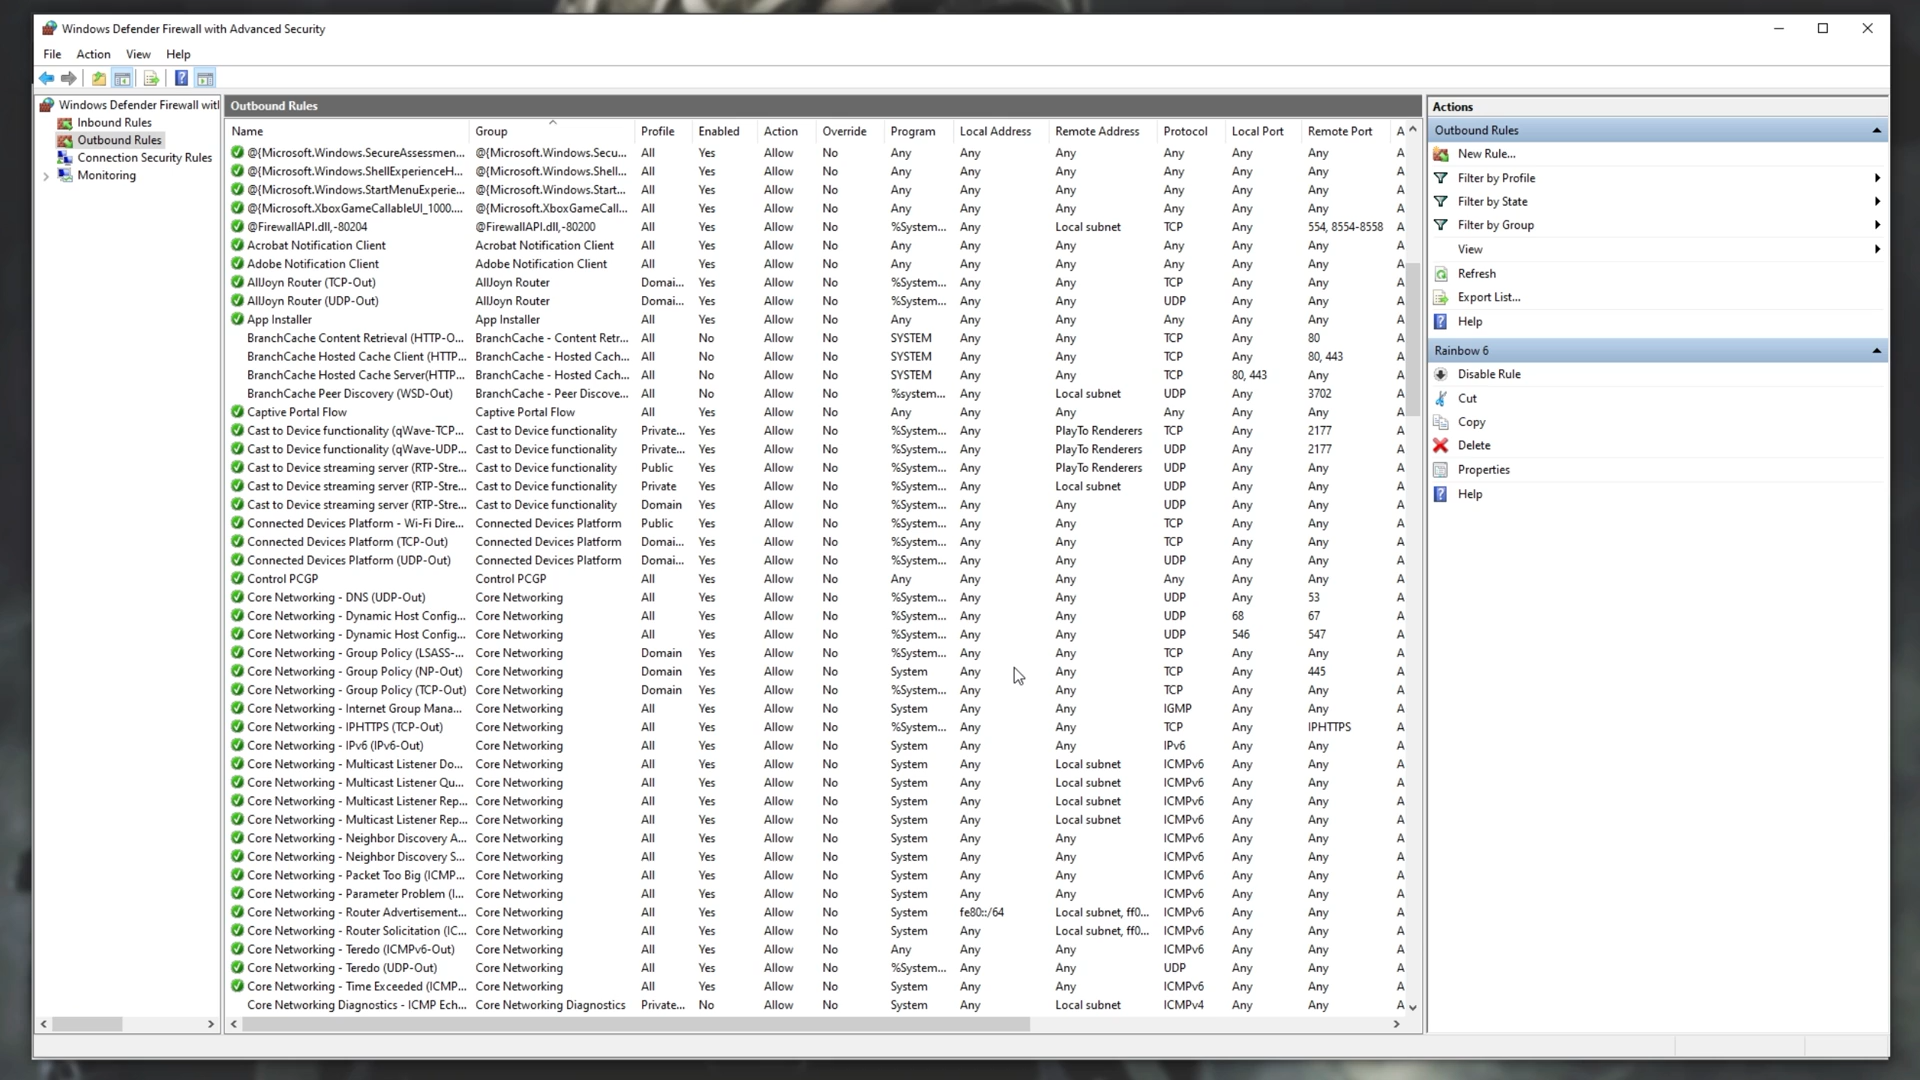 Windows Defender Firewall with Advanced Security
File Action View Help
Windows Defender Firewall witl
Inbound Rules
Outbound Rules
Connection Security Rules
Monitoring
Outbound Rules
Name Group Profile Enabled Action Override Program Local Address Remote Address Protocol Local Port Remote Port A
@{Microsoft.Windows.SecureAssessmen... @{Microsoft.Windows.Secu... All Yes Allow No Any Any Any Any Any Any A
@{Microsoft.Windows.ShellExperienceH... @{Microsoft.Windows.Shell... All Yes Allow No Any Any Any Any Any Any A
@{Microsoft.Windows.StartMenuExperie... @{Microsoft.Windows.Start... All Yes Allow No Any Any Any Any Any Any A
@{Microsoft.XboxGameCallableUI_1000.... @{Microsoft.XboxGameCall... All Yes Allow No Any Any Any Any Any Any A
@FirewallAPI.dll,-80204 @FirewallAPI.dll,-80200 All Yes Allow No %System... Any Local subnet TCP Any 554, 8554-8558 A
Acrobat Notification Client Acrobat Notification Client All Yes Allow No Any Any Any Any Any Any A
Adobe Notification Client Adobe Notification Client All Yes Allow No Any Any Any Any Any Any A
AllJoyn Router (TCP-Out) AllJoyn Router Domai... Yes Allow No %System... Any Any TCP Any Any A
AllJoyn Router (UDP-Out) AllJoyn Router Domai... Yes Allow No %System... Any Any UDP Any Any A
App Installer App Installer All Yes Allow No Any Any Any Any Any Any A
BranchCache Content Retrieval (HTTP-O... BranchCache - Content Retr... All No Allow No SYSTEM Any Any TCP Any 80 A
BranchCache Hosted Cache Client (HTTP... BranchCache - Hosted Cach... All No Allow No SYSTEM Any Any TCP Any 80, 443 A
BranchCache Hosted Cache Server(HTTP... BranchCache - Hosted Cach... All No Allow No SYSTEM Any Any TCP 80, 443 Any A
BranchCache Peer Discovery (WSD-Out) BranchCache - Peer Discove... All No Allow No %system... Any Local subnet UDP Any 3702 A
Captive Portal Flow Captive Portal Flow All Yes Allow No Any Any Any Any Any Any A
Cast to Device functionality (qWave-TCP... Cast to Device functionality Private... Yes Allow No %System... Any PlayTo Renderers TCP Any 2177 A
Cast to Device functionality (qWave-UDP... Cast to Device functionality Private... Yes Allow No %System... Any PlayTo Renderers UDP Any 2177 A
Cast to Device streaming server (RTP-Stre... Cast to Device functionality Public Yes Allow No %System... Any PlayTo Renderers UDP Any Any A
Cast to Device streaming server (RTP-Stre... Cast to Device functionality Private Yes Allow No %System... Any Local subnet UDP Any Any A
Cast to Device streaming server (RTP-Stre... Cast to Device functionality Domain Yes Allow No %System... Any Any UDP Any Any A
Connected Devices Platform - Wi-Fi Dire... Connected Devices Platform Public Yes Allow No %System... Any Any TCP Any Any A
Connected Devices Platform (TCP-Out) Connected Devices Platform Domai... Yes Allow No %System... Any Any TCP Any Any A
Connected Devices Platform (UDP-Out) Connected Devices Platform Domai... Yes Allow No %System... Any Any UDP Any Any A
Control PCGP Control PCGP All Yes Allow No Any Any Any Any Any Any A
Core Networking - DNS (UDP-Out) Core Networking All Yes Allow No %System... Any Any UDP Any 53 A
Core Networking - Dynamic Host Config... Core Networking All Yes Allow No %System... Any Any UDP 68 67 A
Core Networking - Dynamic Host Config... Core Networking All Yes Allow No %System... Any Any UDP 546 547 A
Core Networking - Group Policy (LSASS-... Core Networking Domain Yes Allow No %System... Any Any TCP Any Any A
Core Networking - Group Policy (NP-Out) Core Networking Domain Yes Allow No System Any Any TCP Any 445 A
Core Networking - Group Policy (TCP-Out) Core Networking Domain Yes Allow No %System... Any Any TCP Any Any A
Core Networking - Internet Group Mana... Core Networking All Yes Allow No System Any Any IGMP Any Any A
Core Networking - IPHTTPS (TCP-Out) Core Networking All Yes Allow No %System... Any Any TCP Any IPHTTPS A
Core Networking - IPv6 (IPv6-Out) Core Networking All Yes Allow No System Any Any IPv6 Any Any A
Core Networking - Multicast Listener Do... Core Networking All Yes Allow No System Any Local subnet ICMPv6 Any Any A
Core Networking - Multicast Listener Qu... Core Networking All Yes Allow No System Any Local subnet ICMPv6 Any Any A
Core Networking - Multicast Listener Rep... Core Networking All Yes Allow No System Any Local subnet ICMPv6 Any Any A
Core Networking - Multicast Listener Rep... Core Networking All Yes Allow No System Any Local subnet ICMPv6 Any Any A
Core Networking - Neighbor Discovery A... Core Networking All Yes Allow No System Any Any ICMPv6 Any Any A
Core Networking - Neighbor Discovery S... Core Networking All Yes Allow No System Any Any ICMPv6 Any Any A
Core Networking - Packet Too Big (ICMP... Core Networking All Yes Allow No System Any Any ICMPv6 Any Any A
Core Networking - Parameter Problem (I... Core Networking All Yes Allow No System Any Any ICMPv6 Any Any A
Core Networking - Router Advertisement... Core Networking All Yes Allow No System fe80::/64 Local subnet, ff0... ICMPv6 Any Any A
Core Networking - Router Solicitation (IC... Core Networking All Yes Allow No System Any Local subnet, ff0... ICMPv6 Any Any A
Core Networking - Teredo (ICMPv6-Out) Core Networking All Yes Allow No Any Any Any ICMPv6 Any Any A
Core Networking - Teredo (UDP-Out) Core Networking All Yes Allow No %System... Any Any UDP Any Any A
Core Networking - Time Exceeded (ICMP... Core Networking All Yes Allow No System Any Any ICMPv6 Any Any A
Core Networking Diagnostics - ICMP Ech... Core Networking Diagnostics Private... No Allow No System Any Local subnet ICMPv4 Any Any A
Actions
Outbound Rules
New Rule...
Filter by Profile
Filter by State
Filter by Group
View
Refresh
Export List...
Help
Rainbow 6
Disable Rule
Cut
Copy
Delete
Properties
Help